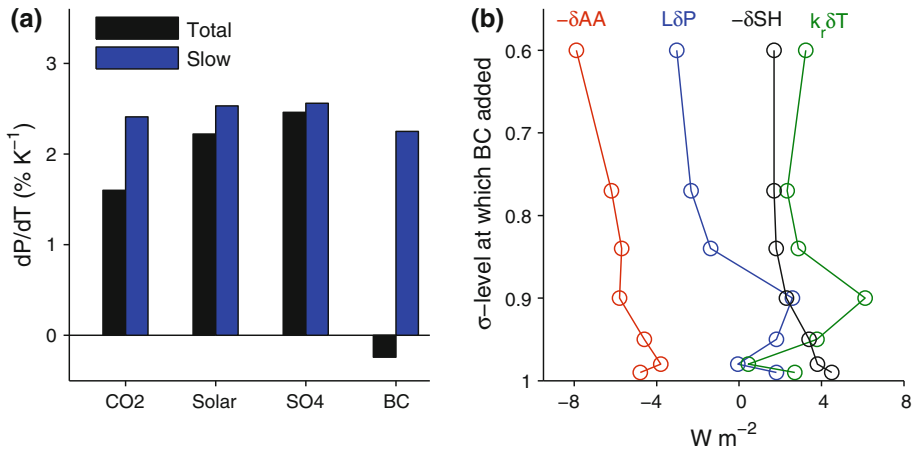 (a)
Total
Slow
dP/dT (% K⁻¹)
3
2
1
0
CO2 Solar SO4 BC
(b)
−δAA LδP −δSH kᵣδT
σ−level at which BC added
0.6
0.7
0.8
0.9
1
−8 −4 0 4 8
W m⁻²